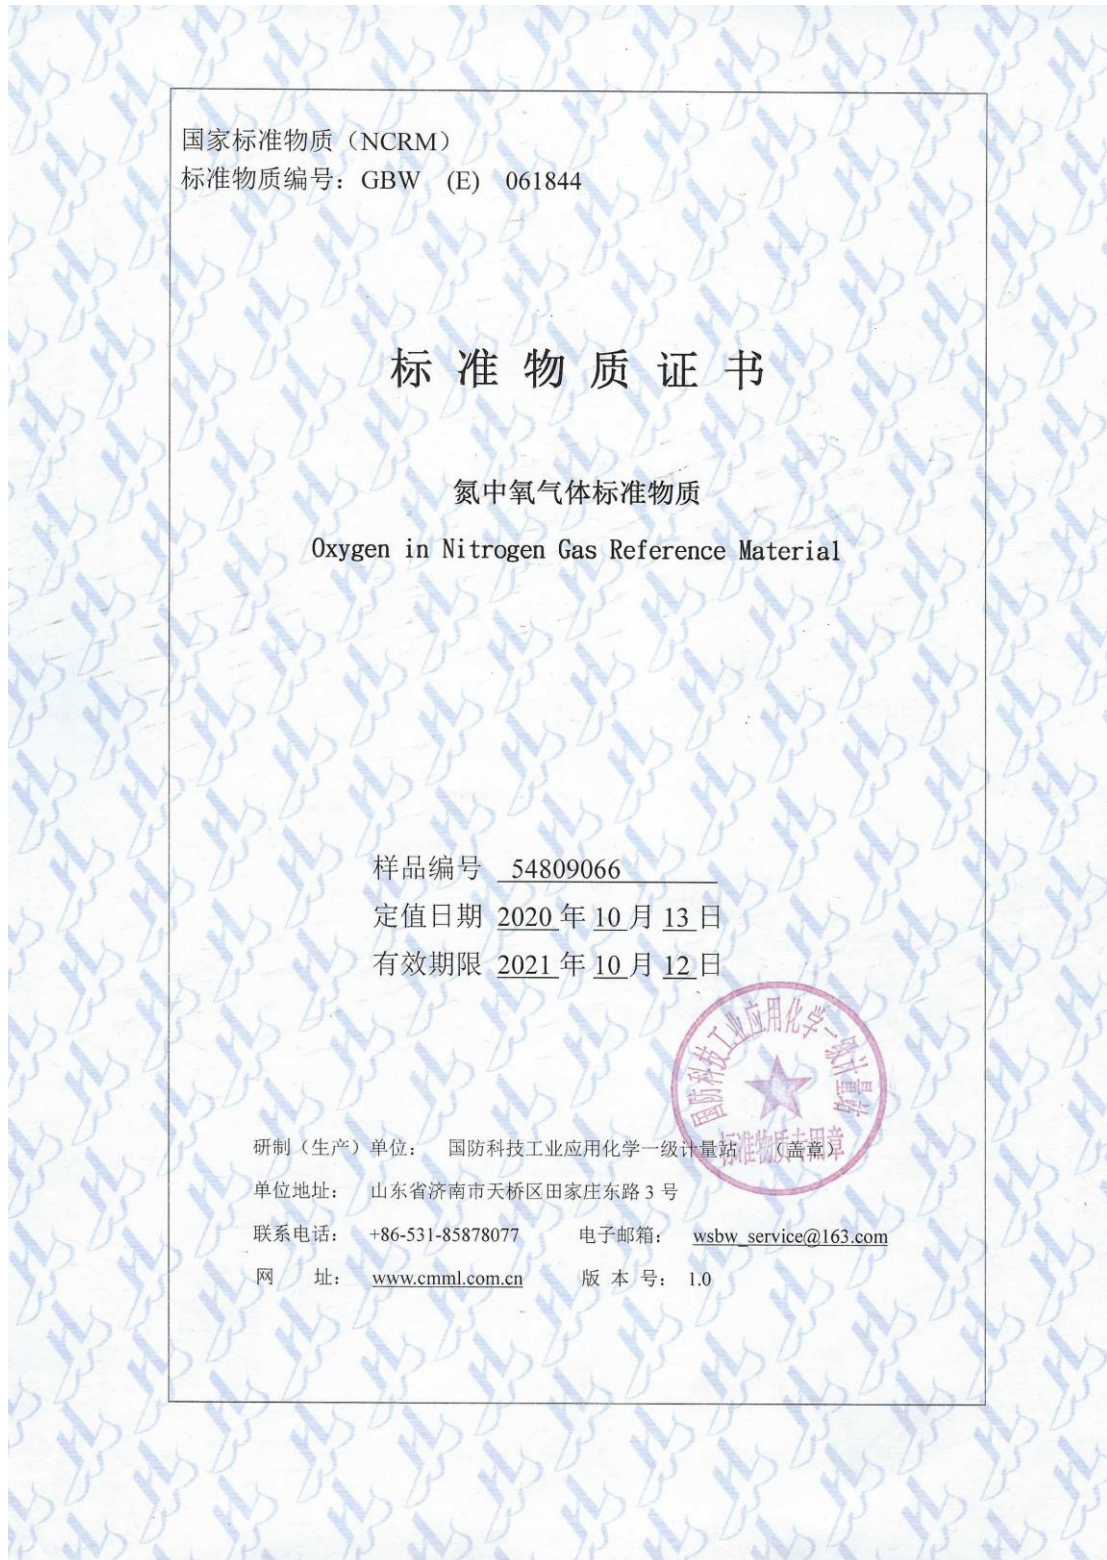 国家标准物质（NCRM）
标准物质编号：GBW (E) 061844
标准物质证书
氮中氧气体标准物质
Oxygen in Nitrogen Gas Reference Material
样品编号 54809066
定值日期 2020 年 10 月 13 日
有效期限 2021 年 10 月 12 日
国防科技工业应用化学一级计量站
标准物质专用章
研制（生产）单位： 国防科技工业应用化学一级计量站 （盖章）
单位地址： 山东省济南市天桥区田家庄东路 3 号
联系电话： +86-531-85878077 电子邮箱： wsbw_service@163.com
网 址： www.cmml.com.cn 版 本 号： 1.0